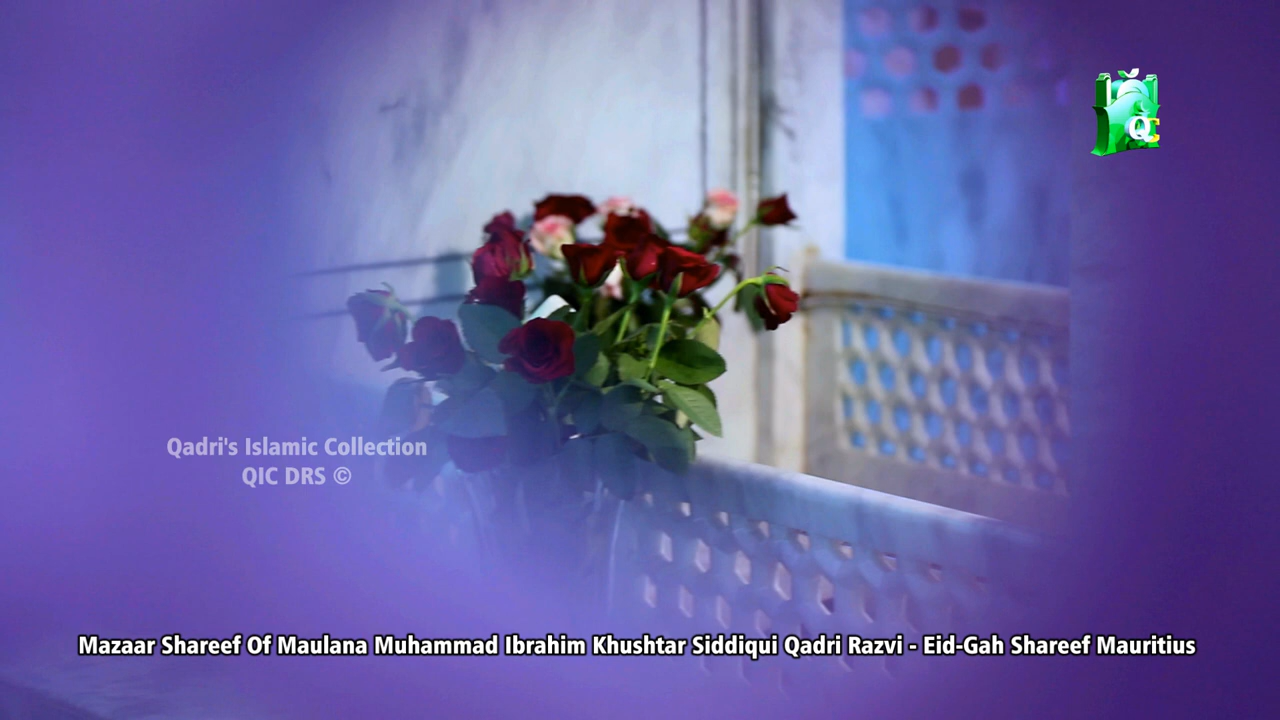 QC
Qadri's Islamic Collection
QIC DRS ©
Mazaar Shareef Of Maulana Muhammad Ibrahim Khushtar Siddiqui Qadri Razvi - Eid-Gah Shareef Mauritius